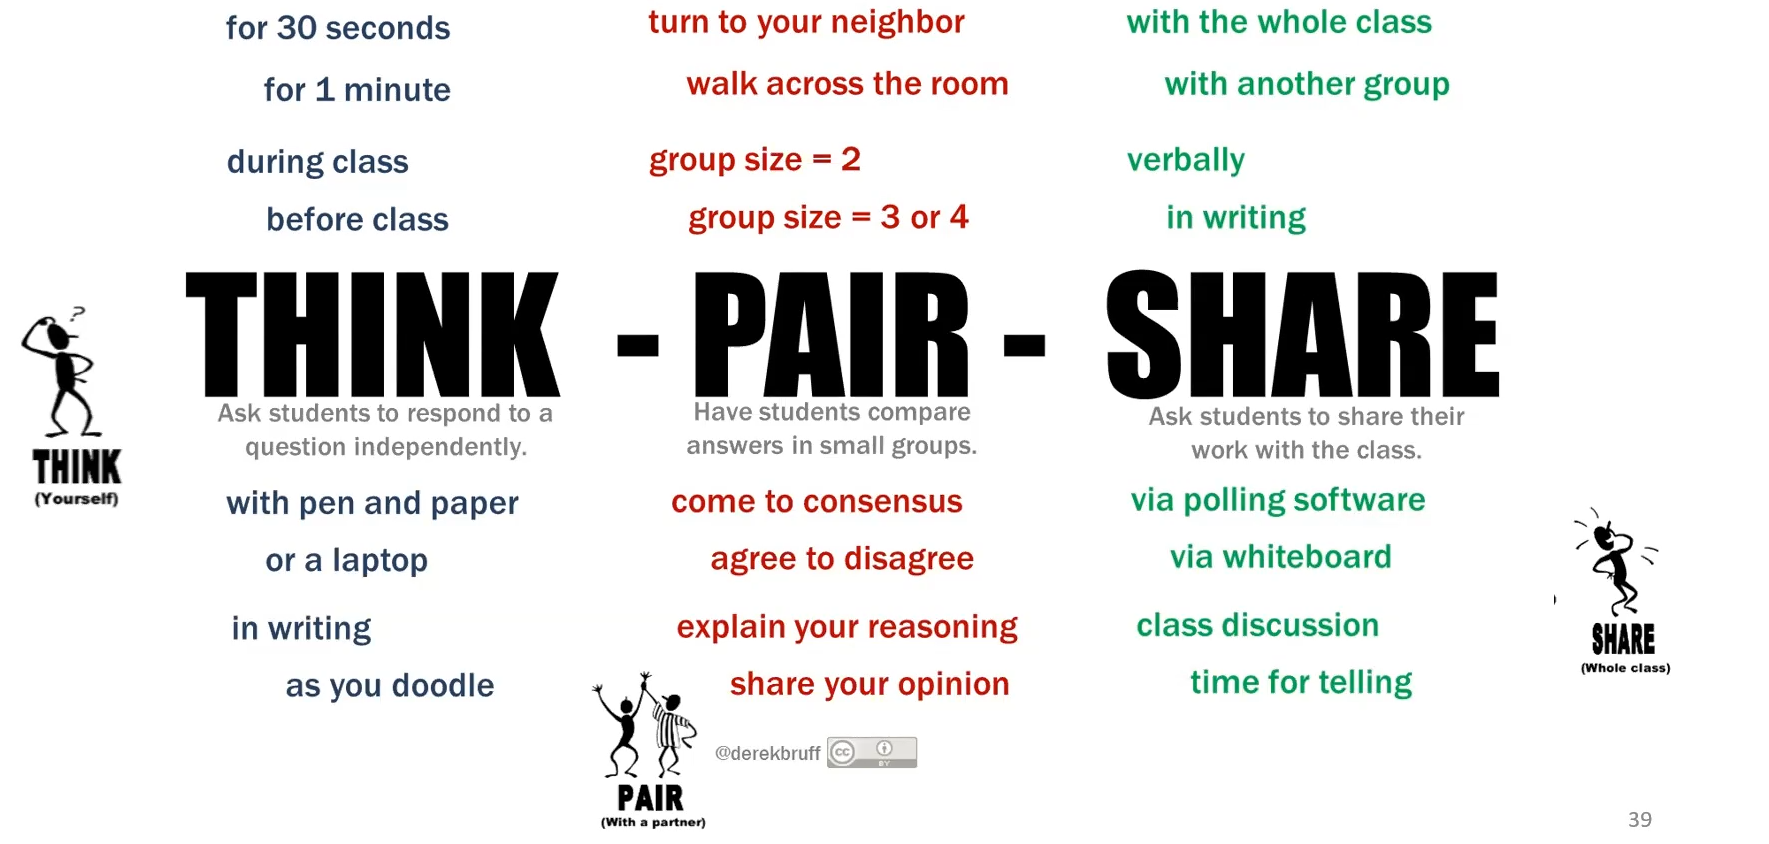 for 30 seconds
for 1 minute
during class
before class
turn to your neighbor
walk across the room
group size = 2
group size = 3 or 4
with the whole class
with another group
verbally
in writing
THINK - PAIR - SHARE
Ask students to respond to a
question independently.
Have students compare
answers in small groups.
Ask students to share their
work with the class.
?
THINK
(Yourself)
with pen and paper
or a laptop
in writing
as you doodle
come to consensus
agree to disagree
explain your reasoning
share your opinion
via polling software
via whiteboard
class discussion
time for telling
SHARE
(Whole class)
PAIR
(With a partner)
@derekbruff
cc
BY
39